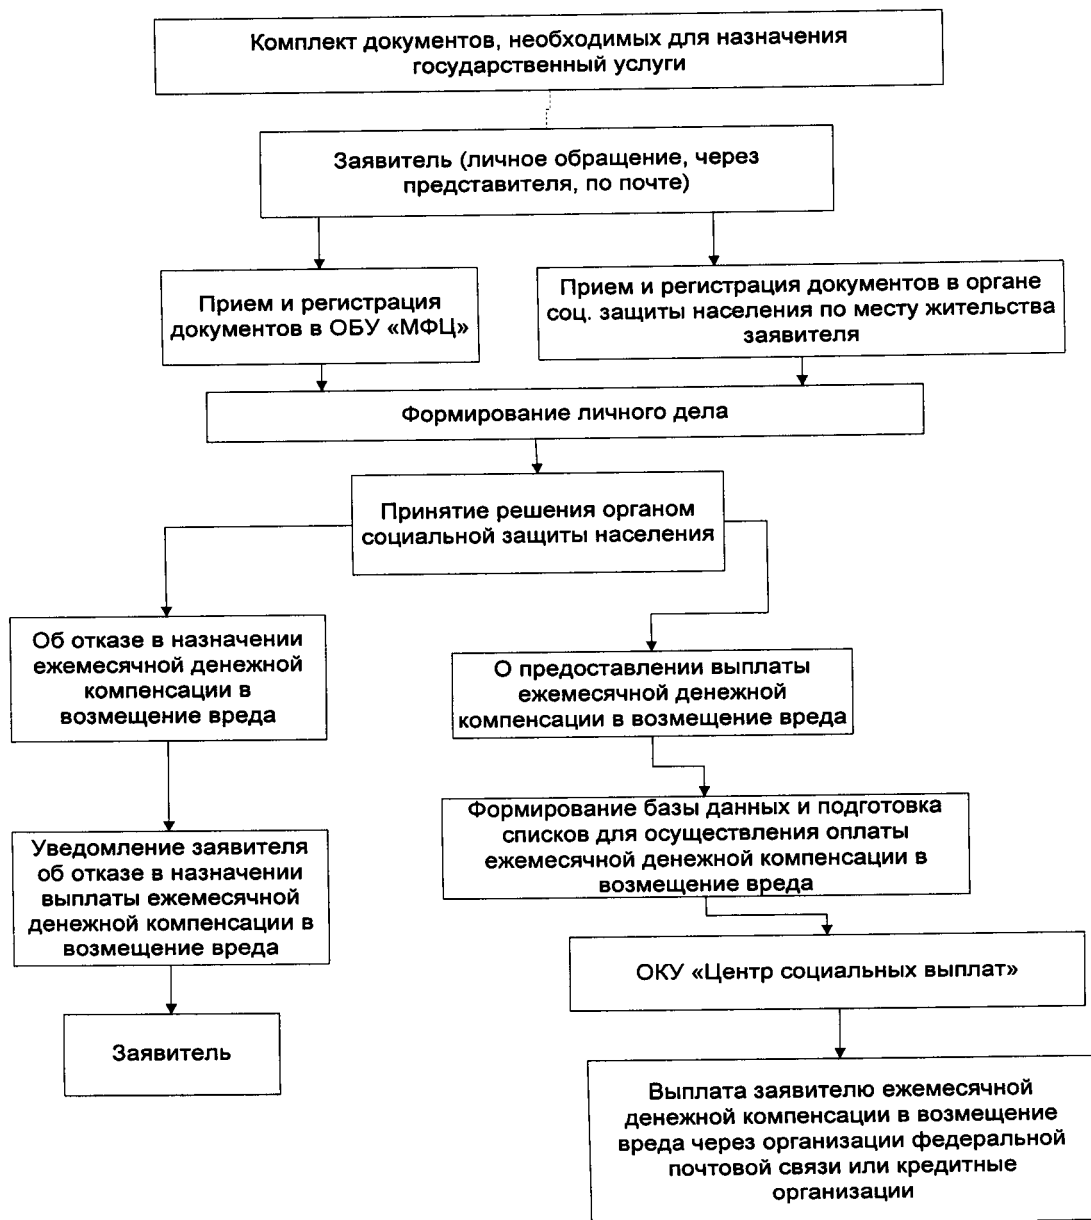 Комплект документов, необходимых для назначения
государственный услуги
Заявитель (личное обращение, через
представителя, по почте)
Прием и регистрация
документов в ОБУ «МФЦ»
Прием и регистрация документов в органе
соц. защиты населения по месту жительства
заявителя
Формирование личного дела
Принятие решения органом
социальной защиты населения
Об отказе в назначении
ежемесячной денежной
компенсации в
возмещение вреда
О предоставлении выплаты
ежемесячной денежной
компенсации в возмещение вреда
Уведомление заявителя
об отказе в назначении
выплаты ежемесячной
денежной компенсации в
возмещение вреда
Формирование базы данных и подготовка
списков для осуществления оплаты
ежемесячной денежной компенсации в
возмещение вреда
ОКУ «Центр социальных выплат»
Заявитель
Выплата заявителю ежемесячной
денежной компенсации в возмещение
вреда через организации федеральной
почтовой связи или кредитные
организации